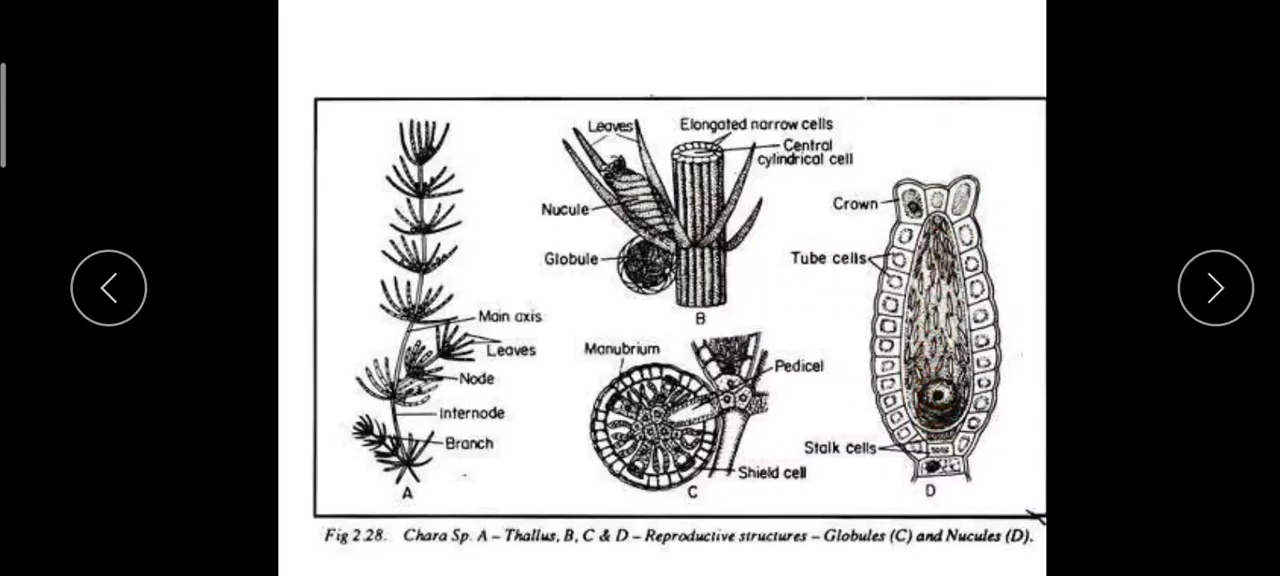 Leaves
Elongated narrow cells
Central
cylindrical cell
Nucule
Crown
Globule
Tube cells
B
Main axis
Manubrium
Leaves
Pedicel
Node
Internode
Branch
Stalk cells
Shield cell
A
C
D
Fig 2.28. Chara Sp. A – Thallus, B, C & D – Reproductive structures – Globules (C) and Nucules (D).